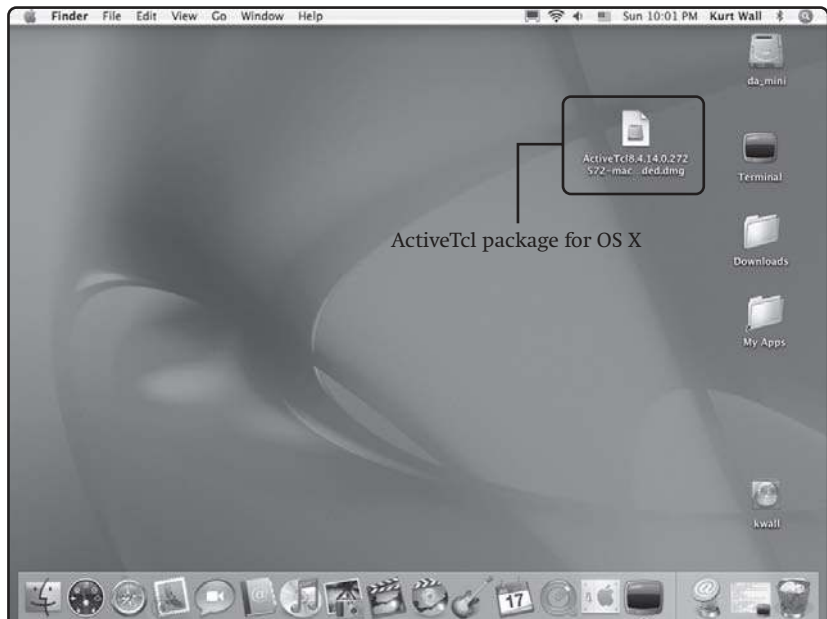 Finder File Edit View Go Window Help Sun 10:01 PM Kurt Wall
da_mini
ActiveTcl8.4.14.0.272
572-mac...ded.dmg
Terminal
ActiveTcl package for OS X
Downloads
My Apps
kwall
17